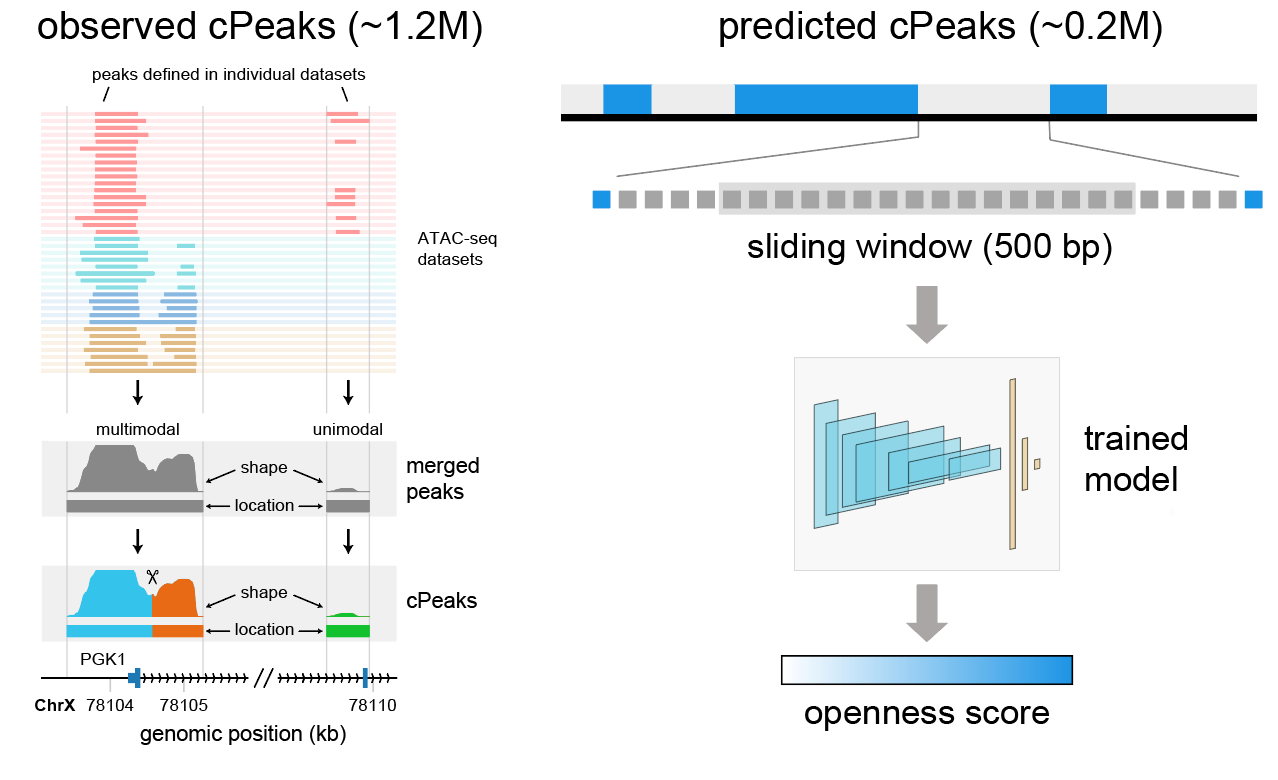 observed cPeaks (~1.2M)
peaks defined in individual datasets
ATAC-seq
datasets
multimodal
unimodal
shape
location
merged
peaks
shape
location
cPeaks
PGK1
ChrX
78104
78105
78110
genomic position (kb)
predicted cPeaks (~0.2M)
sliding window (500 bp)
trained
model
openness score